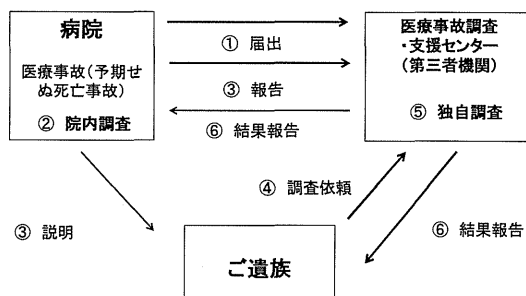 病院
医療事故(予期せ
ぬ死亡事故)
② 院内調査
① 届出
③ 報告
⑥ 結果報告
医療事故調査
・支援センター
(第三者機関)
⑤ 独自調査
④ 調査依頼
③ 説明
⑥ 結果報告
ご遺族